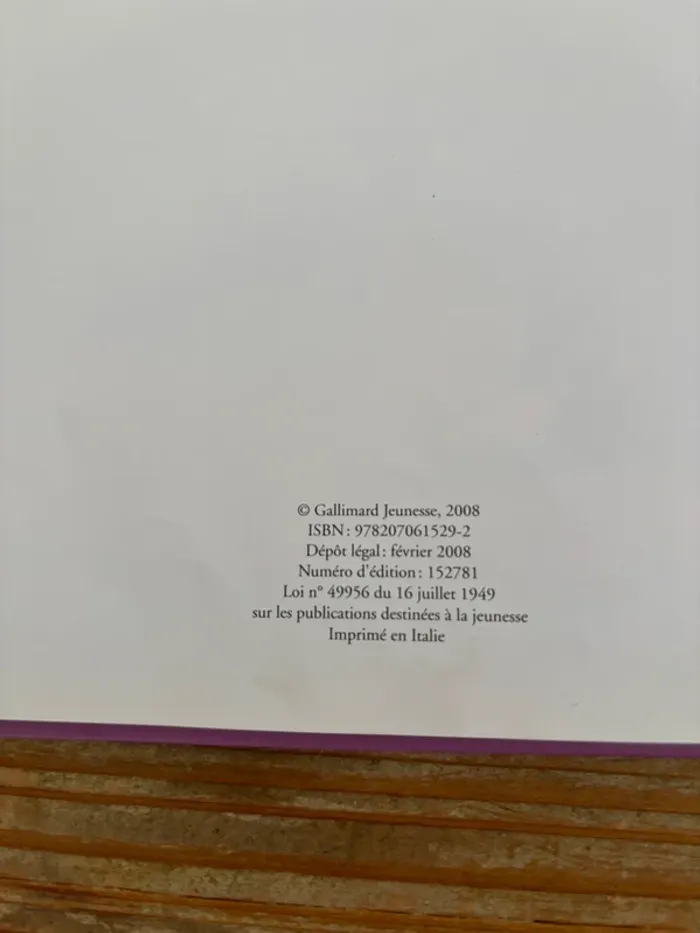 © Gallimard Jeunesse, 2008
ISBN : 978207061529-2
Dépôt légal : février 2008
Numéro d'édition : 152781
Loi n° 49956 du 16 juillet 1949
sur les publications destinées à la jeunesse
Imprimé en Italie